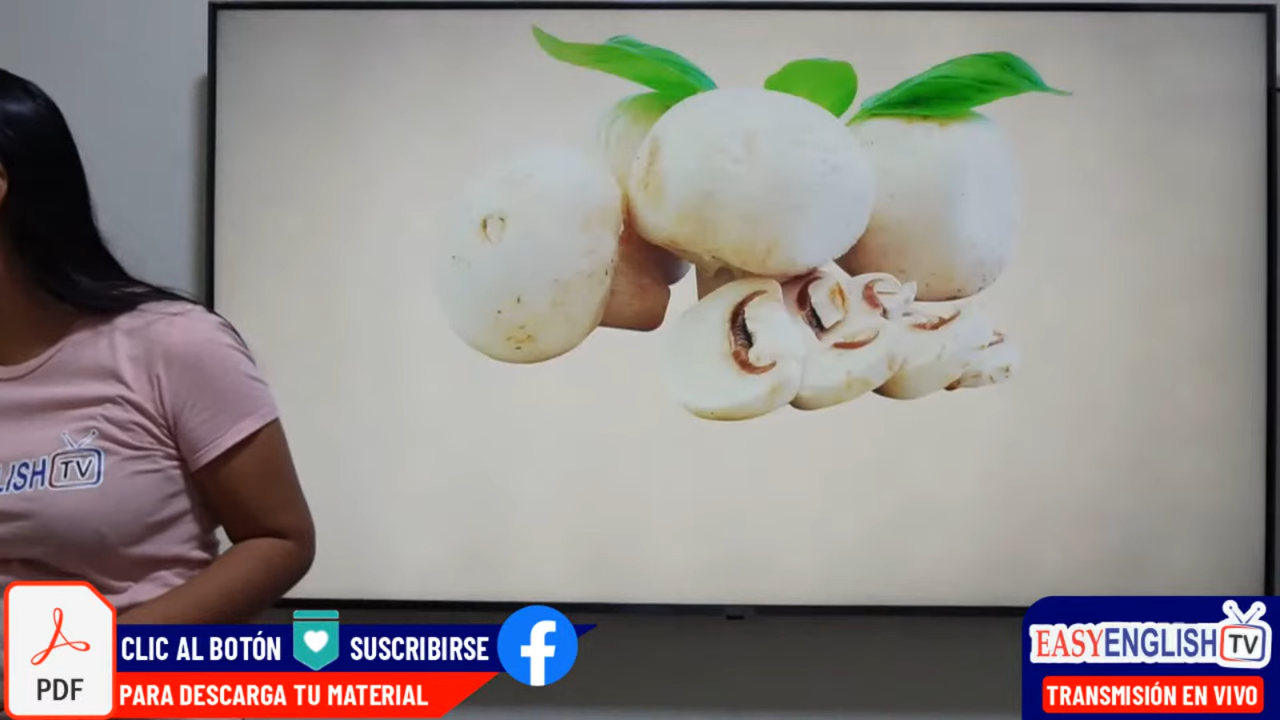 LISH TV
PDF
CLIC AL BOTÓN SUSCRIBIRSE
PARA DESCARGA TU MATERIAL
EASYENGLISH TV
TRANSMISIÓN EN VIVO